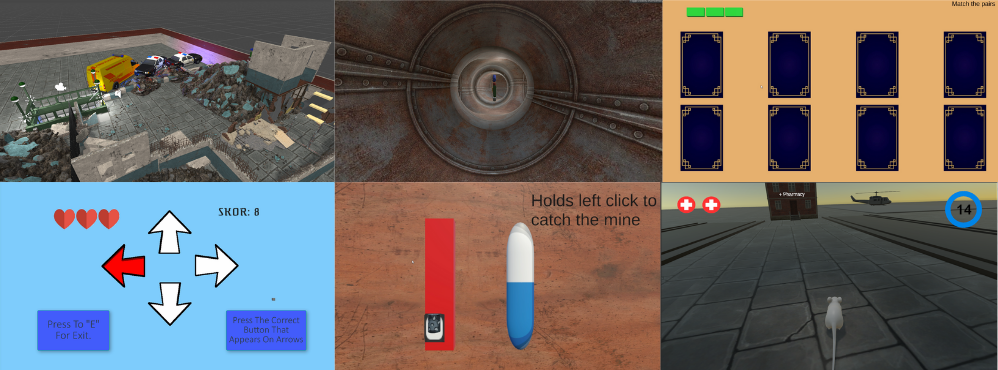 Match the pairs
SKOR: 8
Press To "E"
For Exit.
Press The Correct
Button That
Appears On Arrows
Holds left click to
catch the mine
+ Pharmacy
14